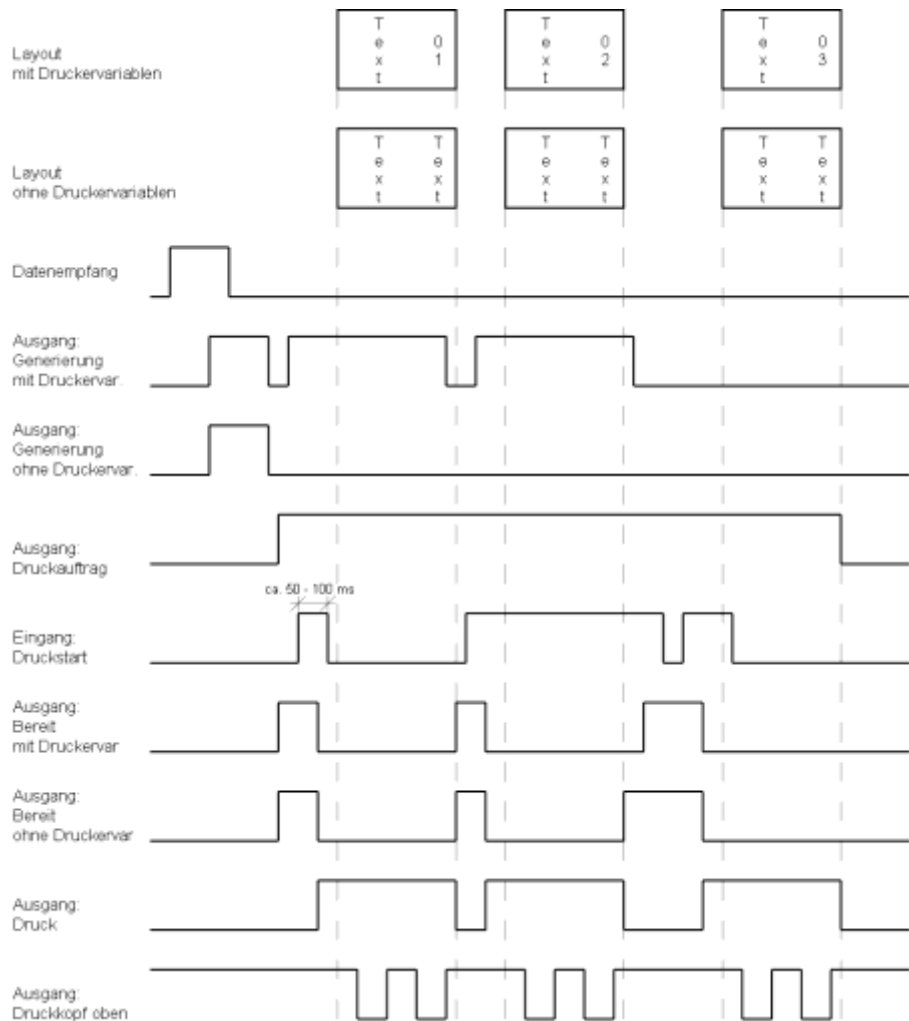 Layout
mit Druckervariablen
T
e
x
t
0
1
T
e
x
t
0
2
T
e
x
t
0
3
Layout
ohne Druckervariablen
T
e
x
t
T
e
x
t
T
e
x
t
T
e
x
t
T
e
x
t
T
e
x
t
Datenempfang
Ausgang:
Generierung
mit Druckervar.
Ausgang:
Generierung
ohne Druckervar.
Ausgang:
Druckauftrag
ca. 50 - 100 ms
Eingang:
Druckstart
Ausgang:
Bereit
mit Druckervar
Ausgang:
Bereit
ohne Druckervar
Ausgang:
Druck
Ausgang:
Druckkopf oben